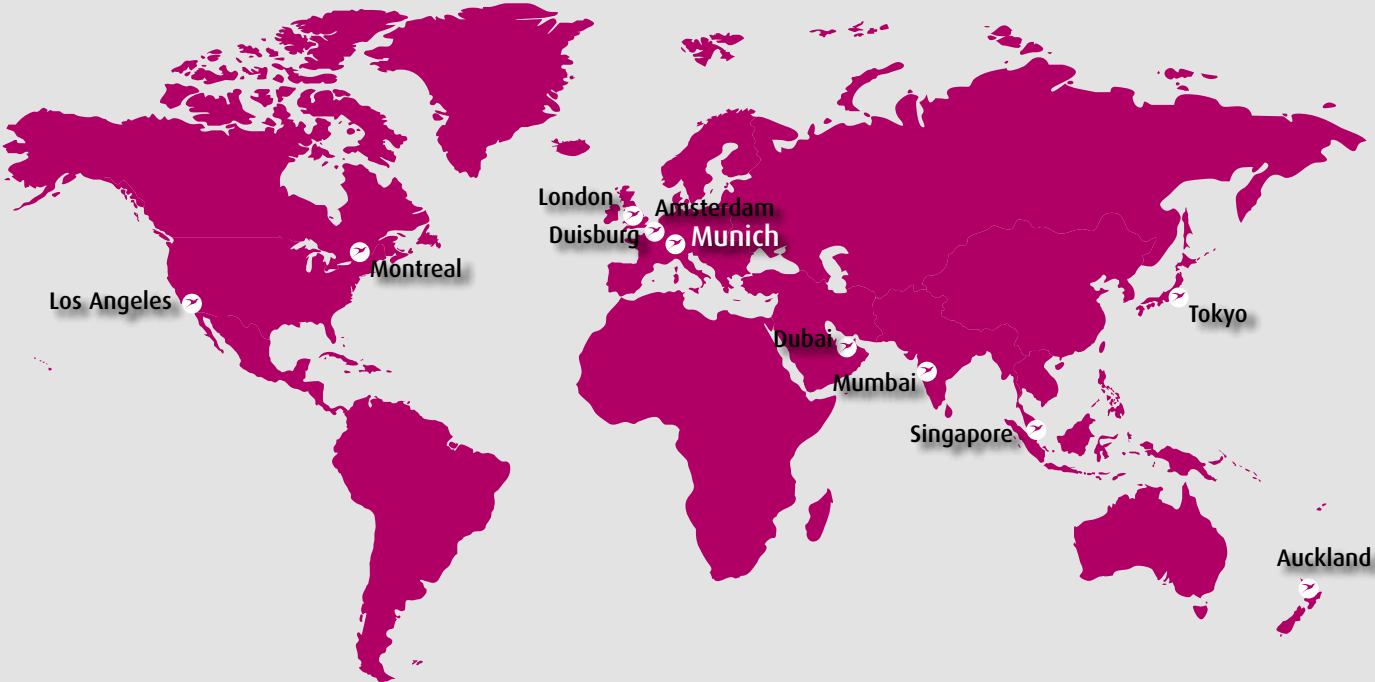 London
Amsterdam
Duisburg
Munich
Montreal
Los Angeles
Tokyo
Dubai
Mumbai
Singapore
Auckland